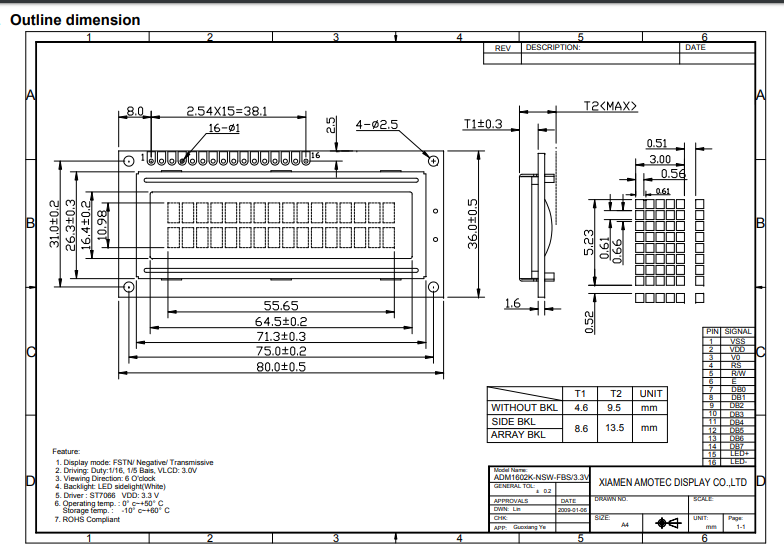 Outline dimension
1 2 3 4 5 6
REV DESCRIPTION: DATE
A A
8.0 2.54X15=38.1 2.5 4-ø2.5 T1±0.3 T2<MAX>
16-ø1
1 16
0.51
3.00
0.56
0.61
B B
31.0±0.2 26.3±0.3 16.4±0.2 10.98 36.0±0.5 5.23 0.61 0.66
55.65 1.6 0.52
64.5±0.2
71.3±0.3
75.0±0.2
80.0±0.5
C C
PIN SIGNAL
1 VSS
2 VDD
3 V0
4 RS
5 R/W
6 E
7 DB0
8 DB1
9 DB2
10 DB3
11 DB4
12 DB5
13 DB6
14 DB7
15 LED+
16 LED-
T1 T2 UNIT
WITHOUT BKL 4.6 9.5 mm
SIDE BKL
ARRAY BKL 8.6 13.5 mm
D D
Feature:
1. Display mode: FSTN/ Negative/ Transmissive
2. Driving: Duty:1/16, 1/5 Bais, VLCD: 3.0V
3. Viewing Direction: 6 O'clock
4. Backlight: LED sidelight(White)
5. Driver : ST7066 VDD: 3.3 V
6. Operating temp. : 0° c~+50° C
Storage temp. : -10° c~+60° C
7. ROHS Compliant
Model Name:
ADM1602K-NSW-FBS/3.3V
GENERAL TOL:
± 0.2
XIAMEN AMOTEC DISPLAY CO.,LTD
APPROVALS DATE DRAWN NO. SCALE:
DWN: Lin 2009-01-06
CHK:
APP: Guoxiang Ye
SIZE: A4 UNIT: mm Page: 1-1
1 2 3 4 5 6